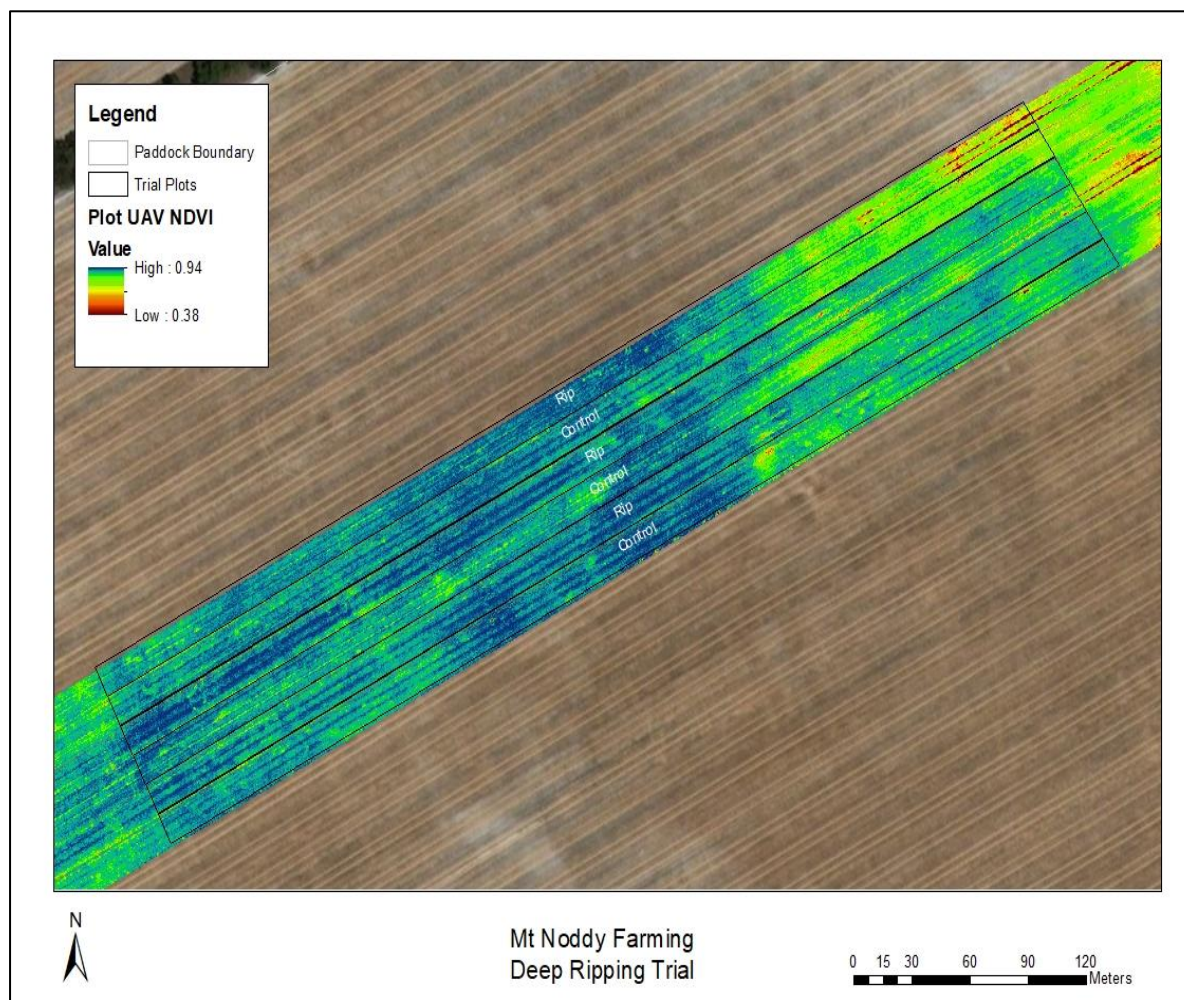 Legend
Paddock Boundary
Trial Plots
Plot UAV NDVI
Value
High : 0.94
Low : 0.38
Rip
Control
Rip
Control
Rip
Control
N
Mt Noddy Farming
Deep Ripping Trial
0 15 30 60 90 120
Meters